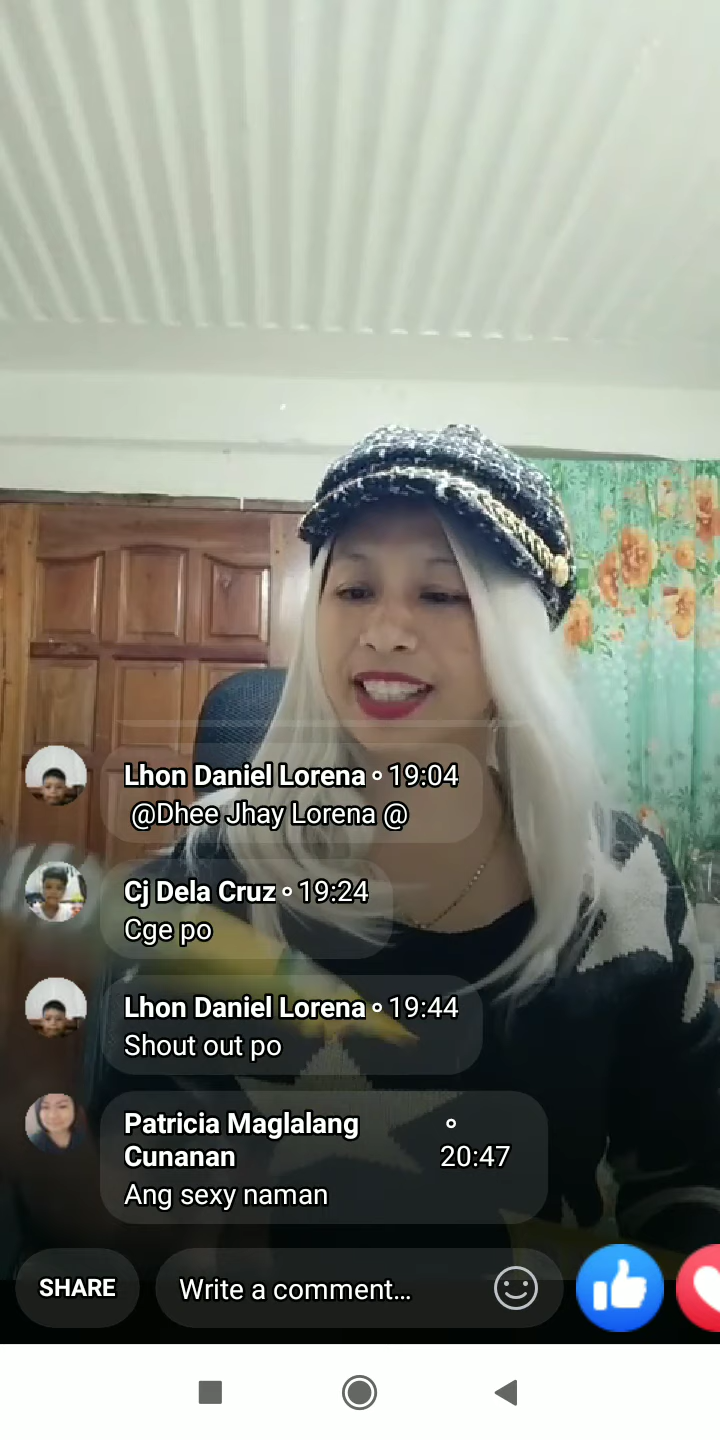 Lhon Daniel Lorena ∘ 19:04
@Dhee Jhay Lorena @
Cj Dela Cruz ∘ 19:24
Cge po
Lhon Daniel Lorena ∘ 19:44
Shout out po
Patricia Maglalang ∘
Cunanan 20:47
Ang sexy naman
SHARE
Write a comment...